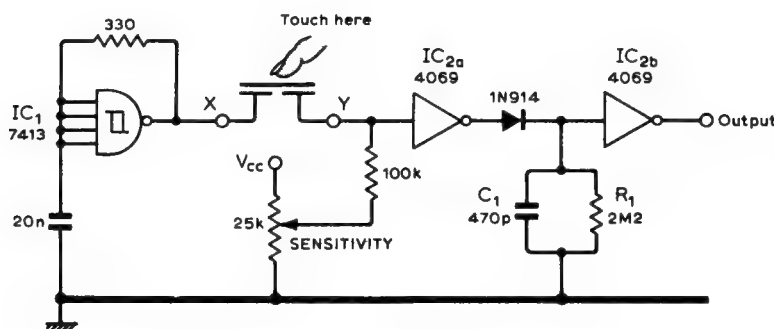 330
Touch here
IC1
7413
X
Y
IC2a
4069
1N914
IC2b
4069
Output
Vcc
100k
20n
25k
SENSITIVITY
C1
470p
R1
2M2